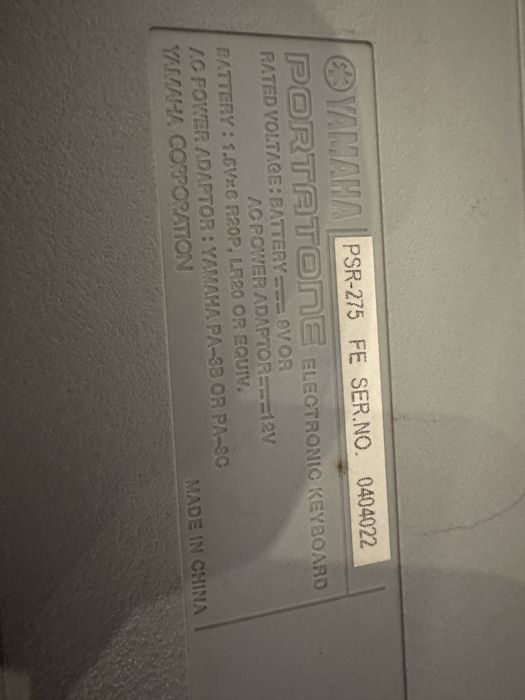 YAMAHA PSR-275 FE SER.NO. 0404022
PORTATONE ELECTRONIC KEYBOARD
RATED VOLTAGE : BATTERY 9V OR
AC POWER ADAPTOR 12V
BATTERY : 1.5V×6 R20P, LR20 OR EQUIV.
AC POWER ADAPTOR : YAMAHA PA-3B OR PA-3C
YAMAHA CORPORATION MADE IN CHINA